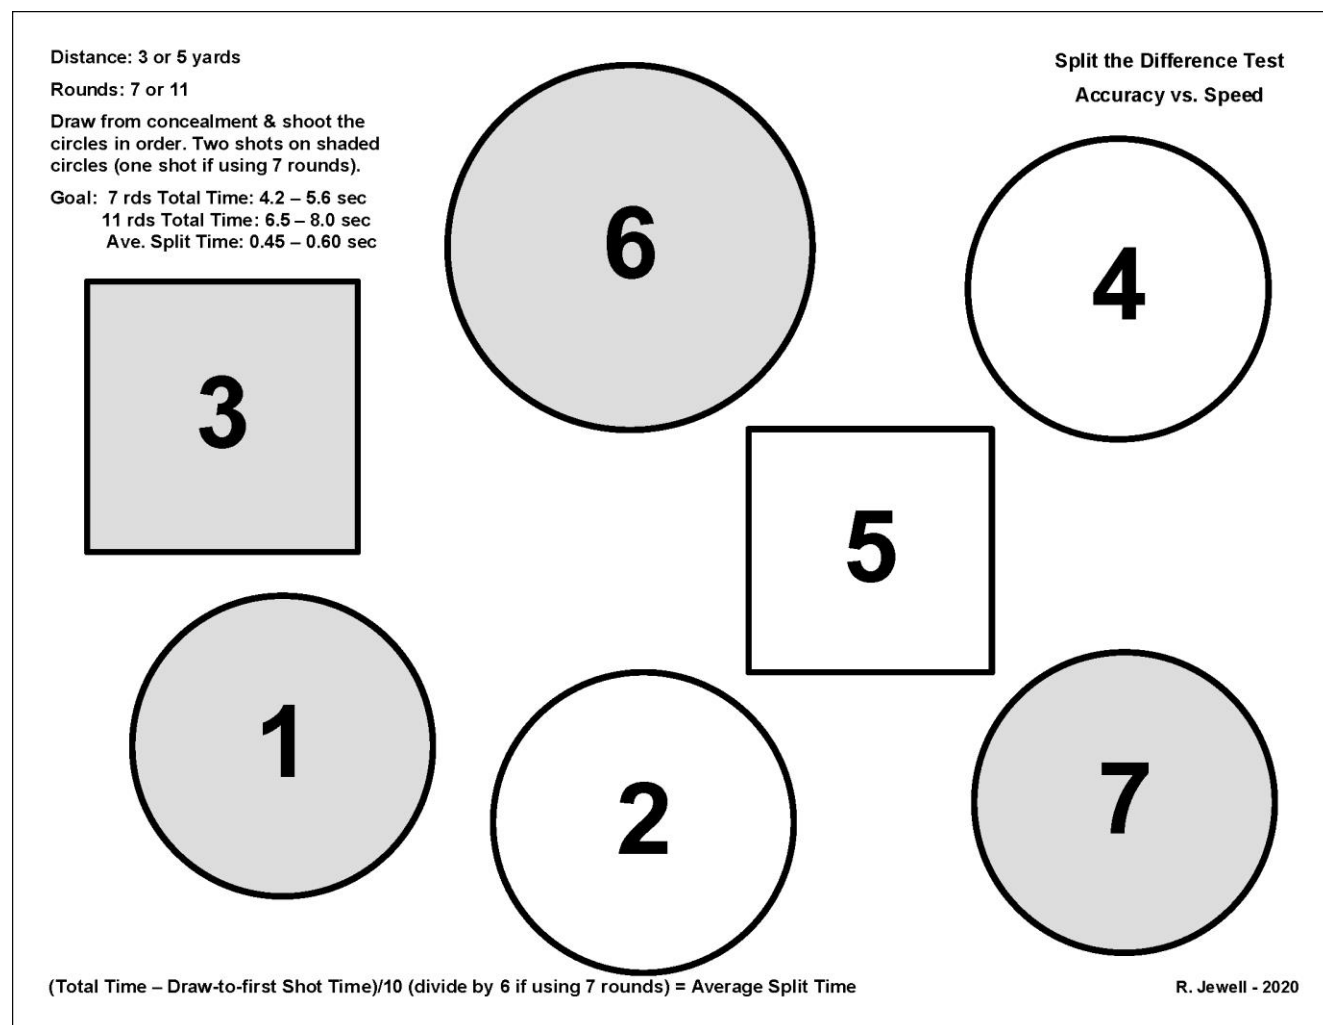 Distance: 3 or 5 yards
Rounds: 7 or 11
Draw from concealment & shoot the
circles in order. Two shots on shaded
circles (one shot if using 7 rounds).
Goal:  7 rds Total Time: 4.2 – 5.6 sec
11 rds Total Time: 6.5 – 8.0 sec
Ave. Split Time: 0.45 – 0.60 sec
Split the Difference Test
Accuracy vs. Speed
6
4
3
5
1
2
7
(Total Time – Draw-to-first Shot Time)/10 (divide by 6 if using 7 rounds) = Average Split Time
R. Jewell - 2020